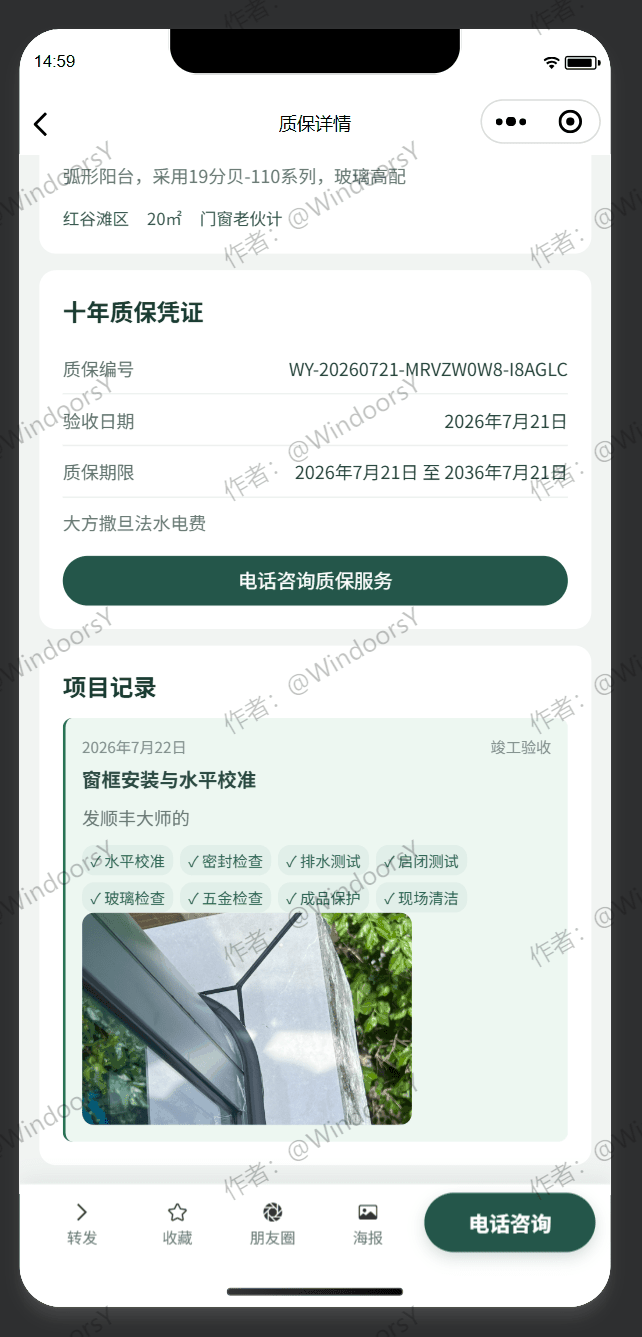 14:59
质保详情
弧形阳台，采用19分贝-110系列，玻璃高配
红谷滩区 20㎡ 门窗老伙计
十年质保凭证
质保编号 WY-20260721-MRVZW0W8-I8AGLC
验收日期 2026年7月21日
质保期限 2026年7月21日 至 2036年7月21日
大方撒旦法水电费
电话咨询质保服务
项目记录
2026年7月22日 竣工验收
窗框安装与水平校准
发顺丰大师的
✓水平校准 ✓密封检查 ✓排水测试 ✓启闭测试
✓玻璃检查 ✓五金检查 ✓成品保护 ✓现场清洁
转发 收藏 朋友圈 海报 电话咨询
作者：@WindoorsY